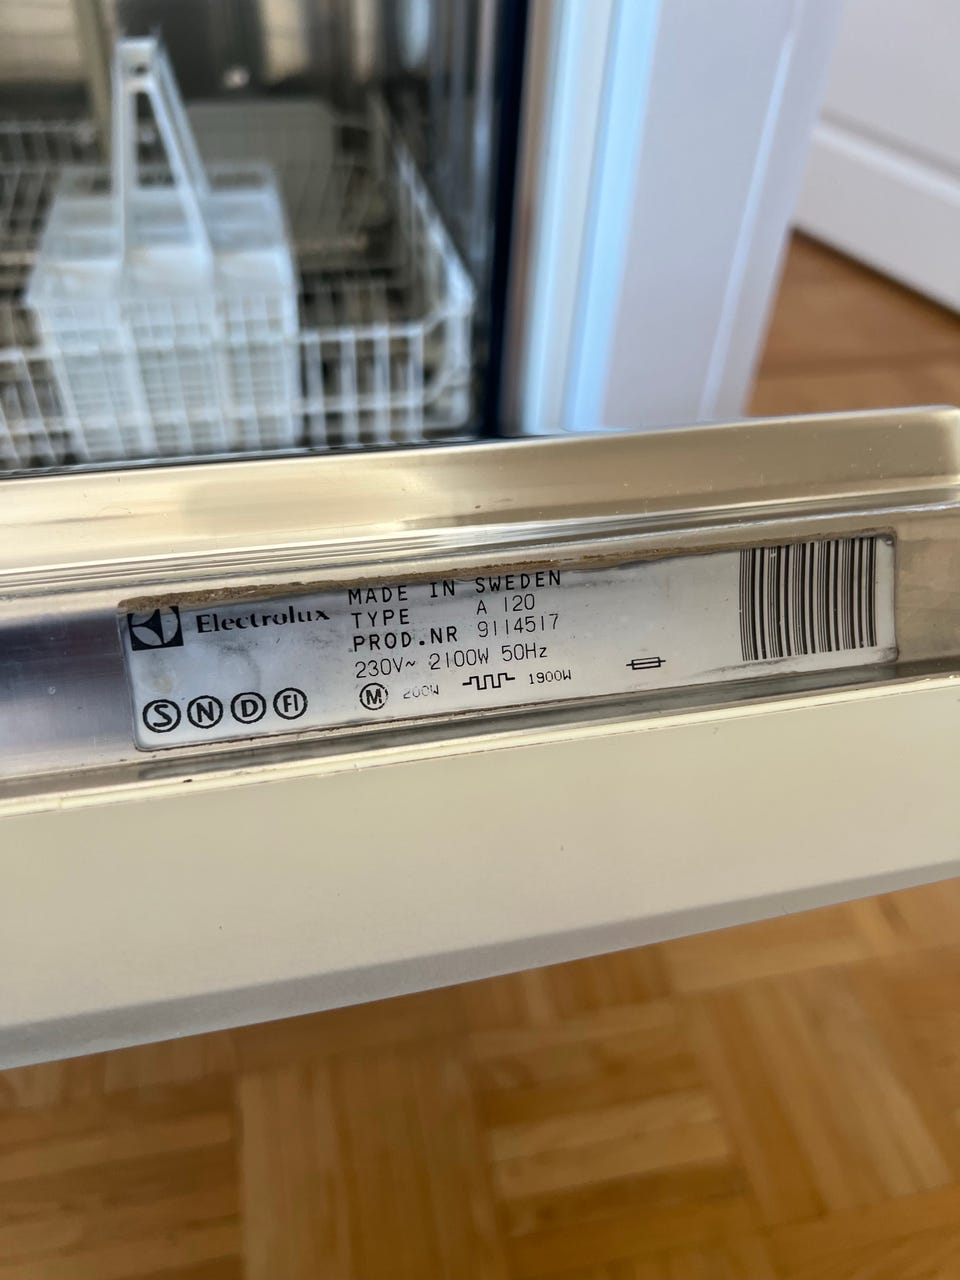 Electrolux
MADE IN SWEDEN
TYPE A 120
PROD.NR 9114517
230V~ 2100W 50Hz
M 200W 1900W
S N D FI